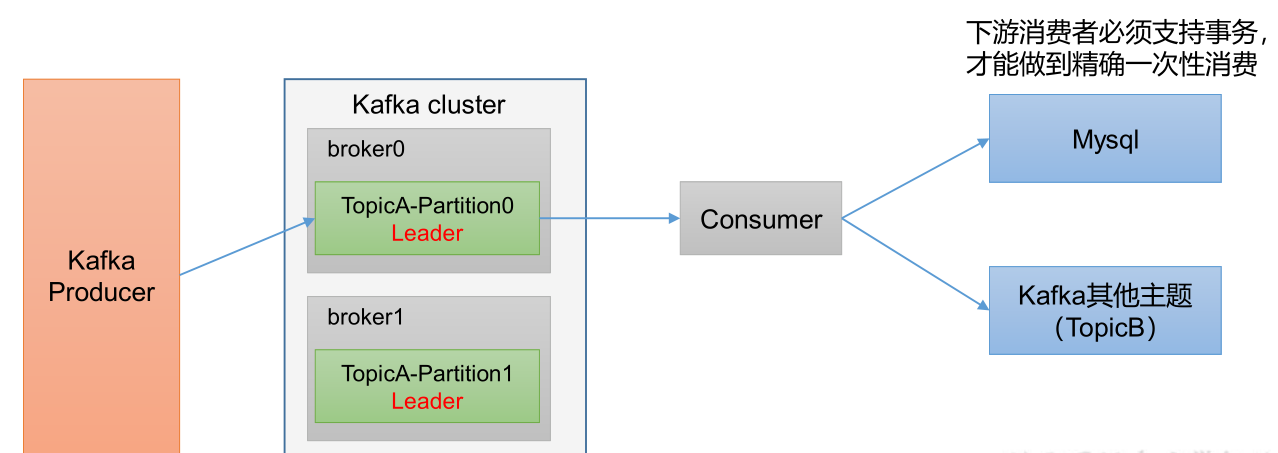 下游消费者必须支持事务，
才能做到精确一次性消费
Kafka cluster
broker0
TopicA-Partition0
Leader
broker1
TopicA-Partition1
Leader
Kafka
Producer
Consumer
Mysql
Kafka其他主题
（TopicB）